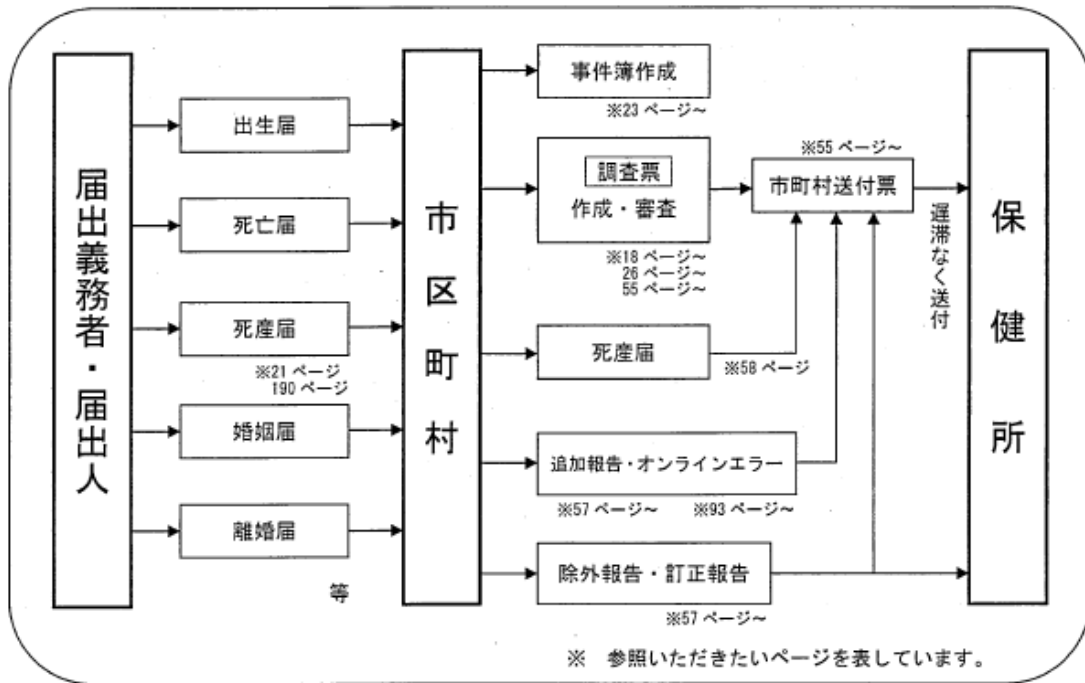 届出義務者・届出人
出生届
死亡届
死産届
※21 ページ
190 ページ
婚姻届
離婚届
等
市区町村
事件簿作成
※23 ページ～
調査票
作成・審査
※18 ページ～
26 ページ～
55 ページ～
死産届
※58 ページ
追加報告・オンラインエラー
※57 ページ～ ※93 ページ～
除外報告・訂正報告
※57 ページ～
※55 ページ～
市町村送付票
遅滞なく送付
保健所
※ 参照いただきたいページを表しています。